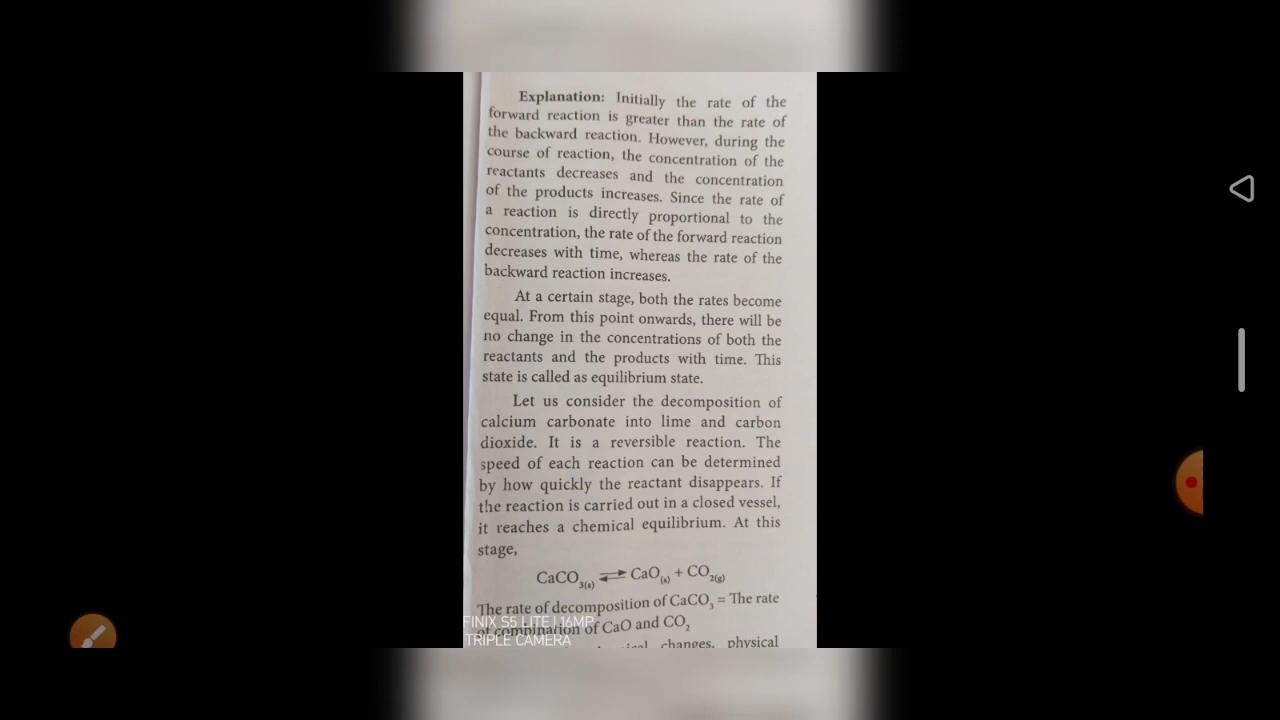 Explanation: Initially the rate of the
forward reaction is greater than the rate of
the backward reaction. However, during the
course of reaction, the concentration of the
reactants decreases and the concentration
of the products increases. Since the rate of
a reaction is directly proportional to the
concentration, the rate of the forward reaction
decreases with time, whereas the rate of the
backward reaction increases.
At a certain stage, both the rates become
equal. From this point onwards, there will be
no change in the concentrations of both the
reactants and the products with time. This
state is called as equilibrium state.
Let us consider the decomposition of
calcium carbonate into lime and carbon
dioxide. It is a reversible reaction. The
speed of each reaction can be determined
by how quickly the reactant disappears. If
the reaction is carried out in a closed vessel,
it reaches a chemical equilibrium. At this
stage,
CaCO₃₍ₛ₎ ⇌ CaO₍ₛ₎ + CO₂(g)
The rate of decomposition of CaCO₃ = The rate
of combination of CaO and CO₂
changes, physical
FINIX S5 LITE | 16MP
TRIPLE CAMERA